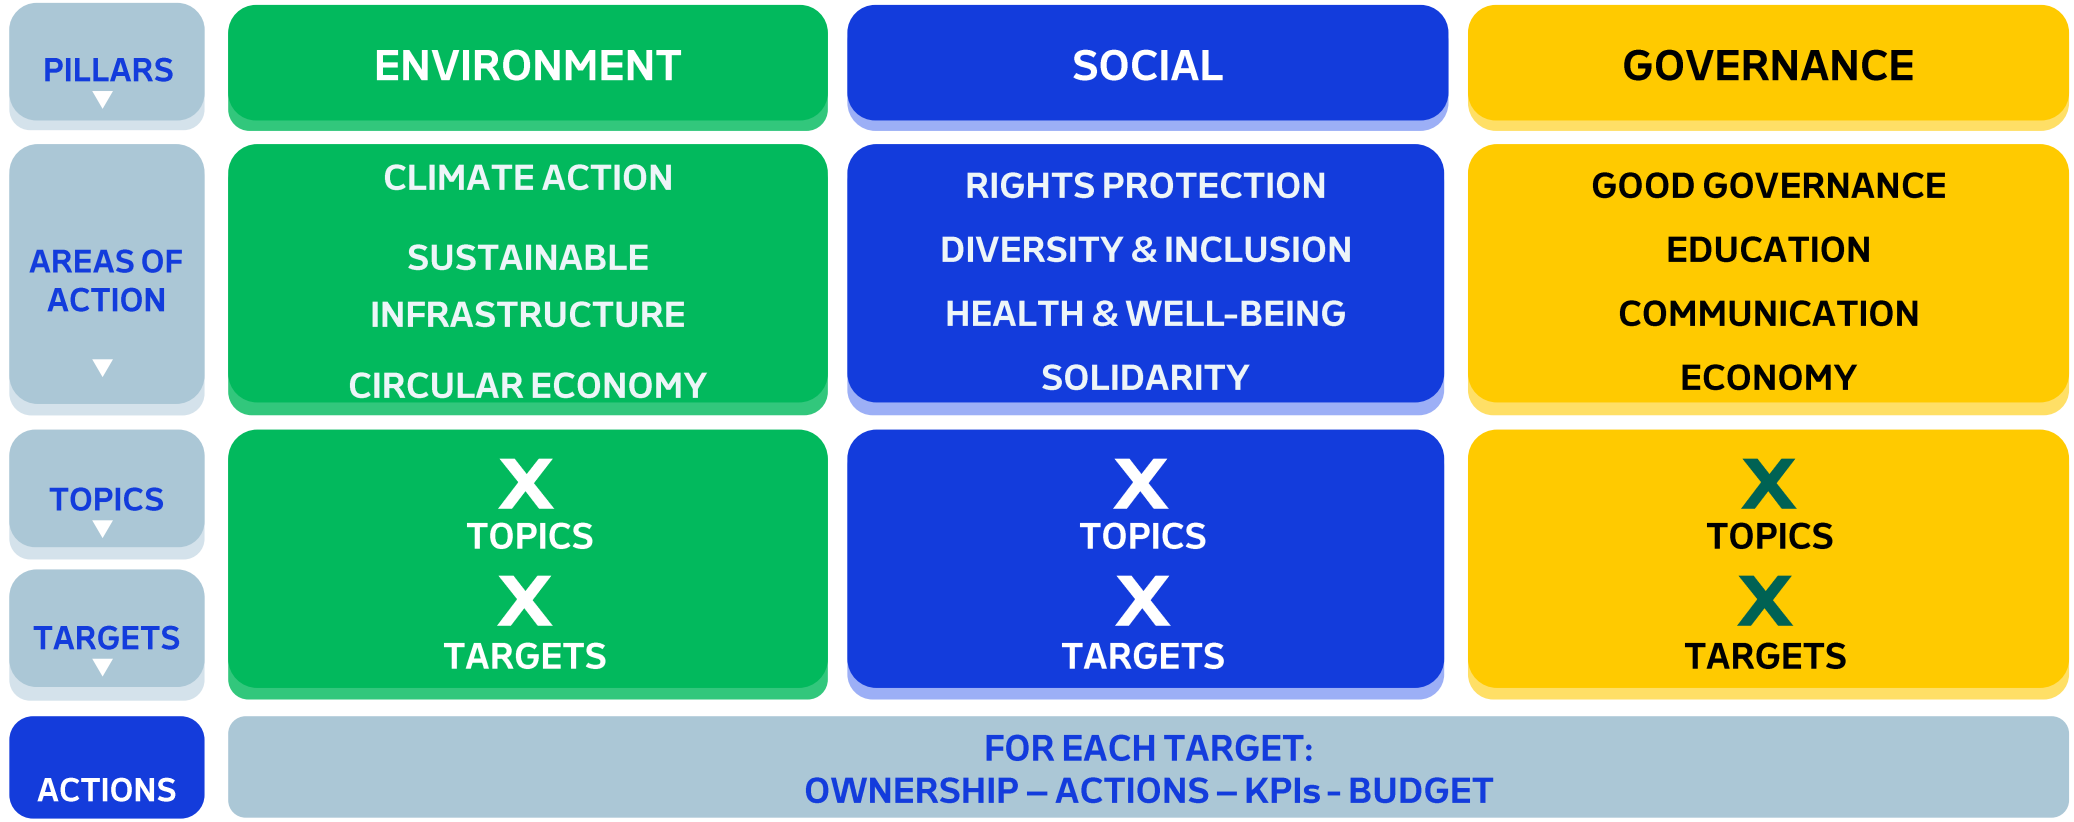 PILLARS
ENVIRONMENT
SOCIAL
GOVERNANCE
AREAS OF
ACTION
CLIMATE ACTION
SUSTAINABLE
INFRASTRUCTURE
CIRCULAR ECONOMY
RIGHTS PROTECTION
DIVERSITY & INCLUSION
HEALTH & WELL-BEING
SOLIDARITY
GOOD GOVERNANCE
EDUCATION
COMMUNICATION
ECONOMY
TOPICS
TARGETS
X
TOPICS
X
TARGETS
X
TOPICS
X
TARGETS
X
TOPICS
X
TARGETS
ACTIONS
FOR EACH TARGET:
OWNERSHIP – ACTIONS – KPIs - BUDGET